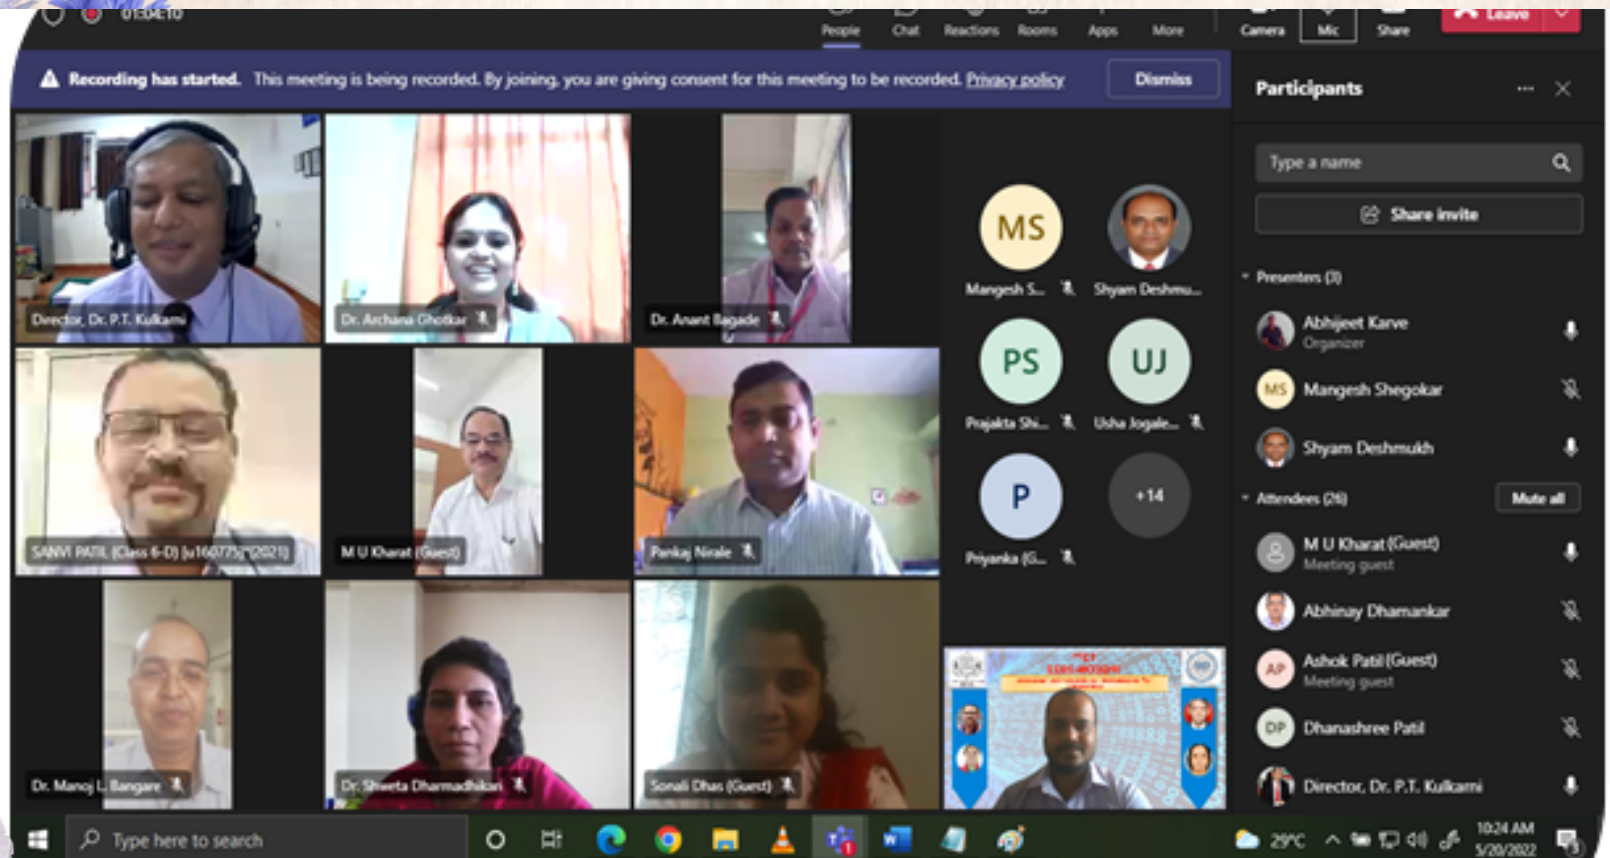 01:04:10
People Chat Reactions Rooms Apps More Camera Mic Share Leave
Recording has started. This meeting is being recorded. By joining, you are giving consent for this meeting to be recorded. Privacy policy Dismiss
Participants
Type a name
Share invite
Presenters (3)
Abhijeet Karve
Organizer
MS Mangesh Shegokar
Shyam Deshmukh
Attendees (26) Mute all
M U Kharat (Guest)
Meeting guest
Abhinay Dhamankar
AP Ashok Patil (Guest)
Meeting guest
DP Dhanashree Patil
Director, Dr. P.T. Kulkarni
Director, Dr. P.T. Kulkarni
Dr. Archana Ghotkar
Dr. Anant Bagade
MS
Mangesh S...
Shyam Deshmu...
SANVI PATIL (Class 6-D) [u160775]*(2021)
M U Kharat (Guest)
Pankaj Nirale
PS UJ
Prajakta Shi... Usha Jogale...
P +14
Priyanka (G...
Dr. Manoj L. Bangare
Dr. Shweta Dharmadhikari
Sonali Dhas (Guest)
Type here to search
29°C
10:24 AM
5/20/2022